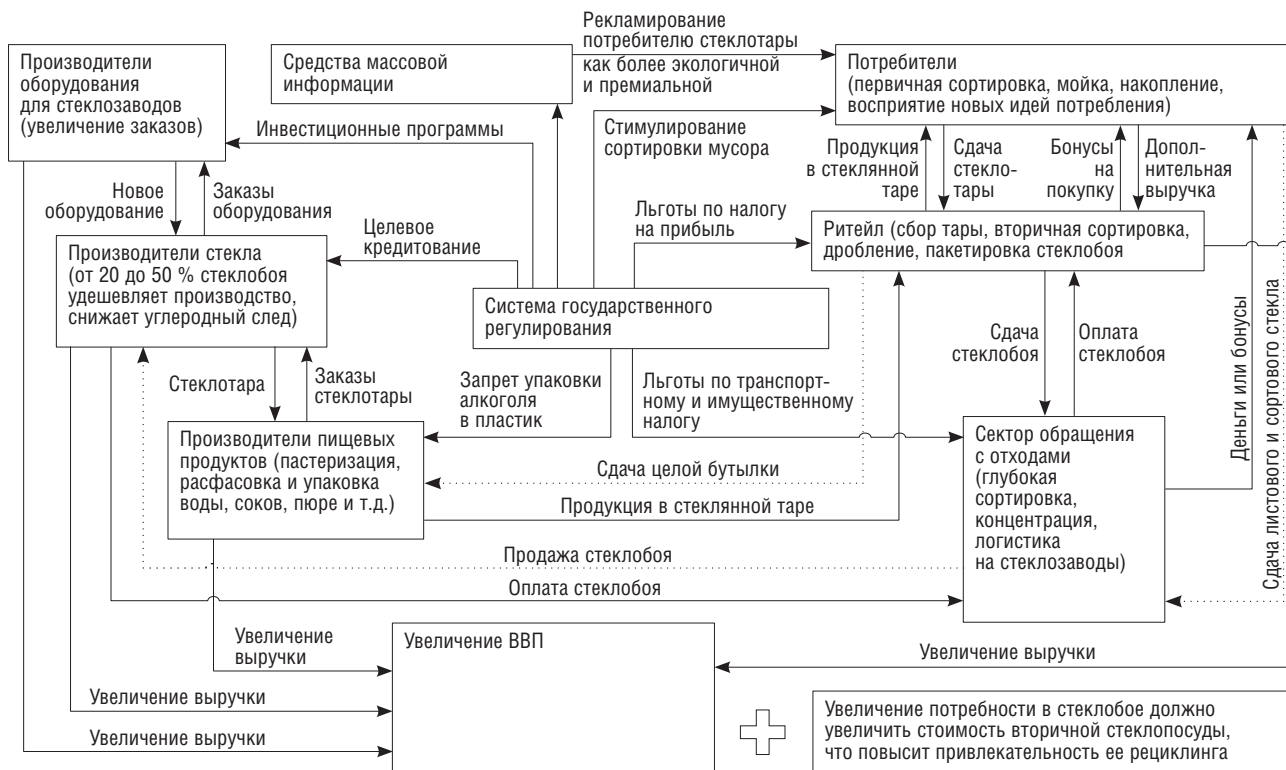 Рекламирование
потребителю стеклотары
как более экологичной
и премиальной
Производители
оборудования
для стеклозаводов
(увеличение заказов)
Средства массовой
информации
Потребители
(первичная сортировка, мойка, накопление,
восприятие новых идей потребления)
Инвестиционные программы
Стимулирование
сортировки мусора
Продукция
в стеклянной
таре
Сдача
стекло-
тары
Бонусы
на
покупку
Допол-
нительная
выручка
Новое
оборудование
Заказы
оборудования
Целевое
кредитование
Льготы по налогу
на прибыль
Производители стекла
(от 20 до 50 % стеклобоя
удешевляет производство,
снижает углеродный след)
Ритейл (сбор тары, вторичная сортировка,
дробление, пакетировка стеклобоя
Система государственного
регулирования
Сдача
стеклобоя
Оплата
стеклобоя
Деньги или бонусы
Сдача листового и сортового стекла
Стеклотара
Заказы
стеклотары
Запрет упаковки
алкоголя
в пластик
Льготы по транспорт-
ному и имущественному
налогу
Производители пищевых
продуктов (пастеризация,
расфасовка и упаковка
воды, соков, пюре и т.д.)
Сдача целой бутылки
Продукция в стеклянной таре
Сектор обращения
с отходами
(глубокая
сортировка,
концентрация,
логистика
на стеклозаводы)
Продажа стеклобоя
Оплата стеклобоя
Увеличение
выручки
Увеличение ВВП
Увеличение выручки
Увеличение выручки
Увеличение выручки
Увеличение потребности в стеклобое должно
увеличить стоимость вторичной стеклопосуды,
что повысит привлекательность ее рециклинга